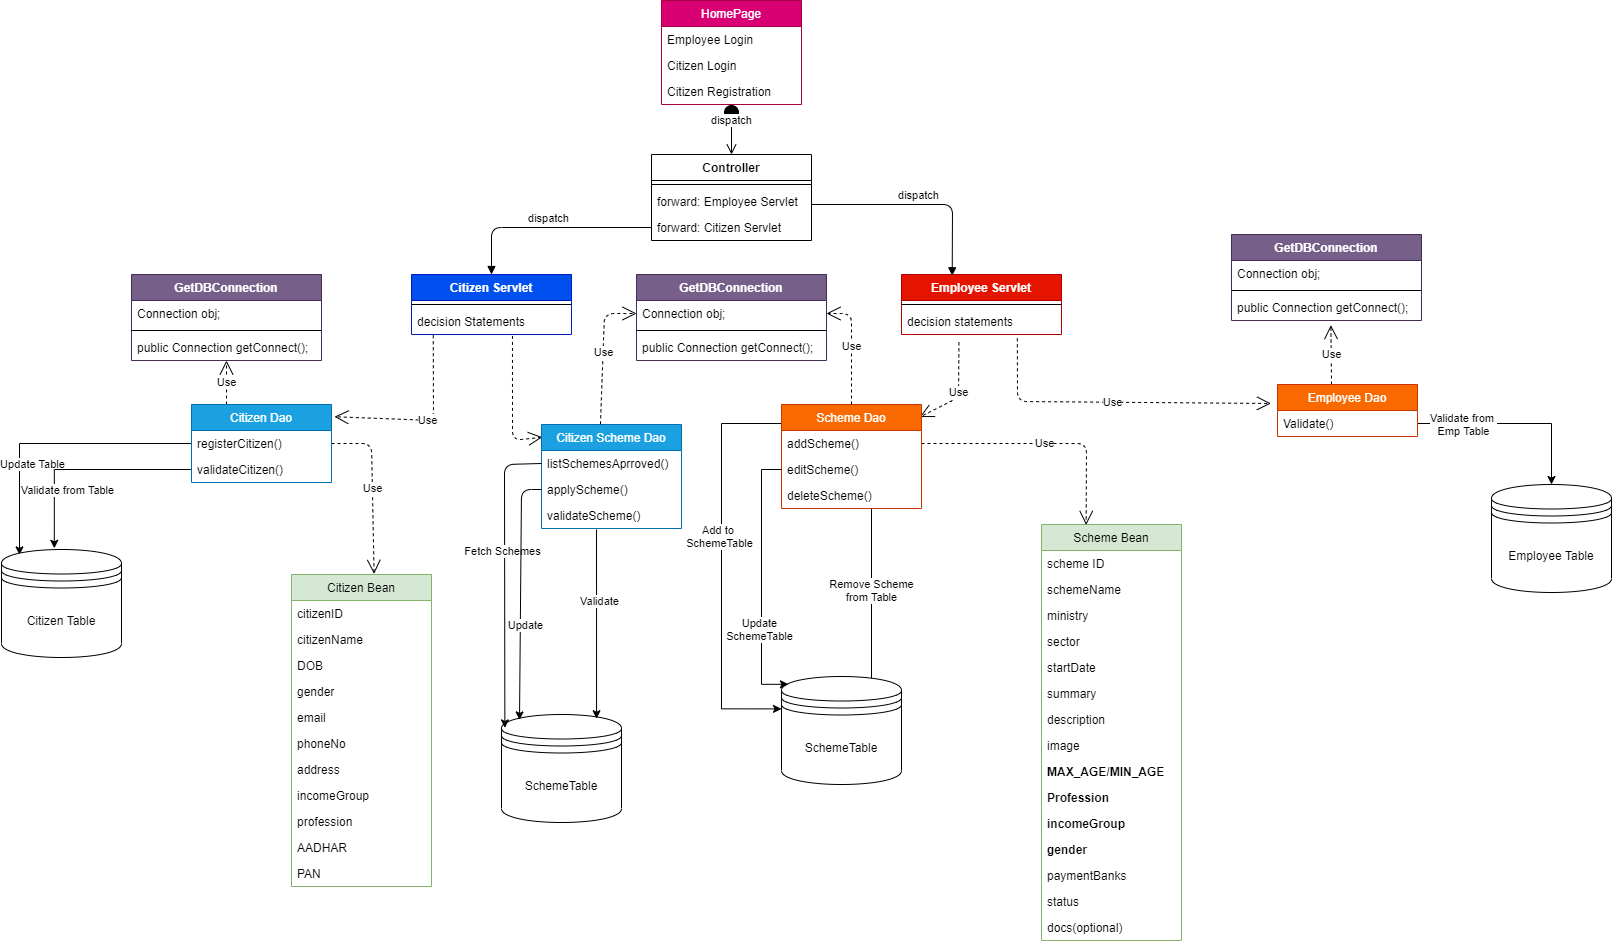 HomePage
Employee Login
Citizen Login
Citizen Registration
dispatch
Controller
forward: Employee Servlet
forward: Citizen Servlet
dispatch
dispatch
GetDBConnection
Connection obj;
public Connection getConnect();
Citizen Servlet
decision Statements
GetDBConnection
Connection obj;
public Connection getConnect();
Employee Servlet
decision statements
GetDBConnection
Connection obj;
public Connection getConnect();
Use
Use
Use
Use
Use
Use
Use
Citizen Dao
registerCitizen()
validateCitizen()
Update Table
Validate from Table
Use
Citizen Table
Citizen Bean
citizenID
citizenName
DOB
gender
email
phoneNo
address
incomeGroup
profession
AADHAR
PAN
Citizen Scheme Dao
listSchemesAprroved()
applyScheme()
validateScheme()
Fetch Schemes
Update
Validate
SchemeTable
Scheme Dao
addScheme()
editScheme()
deleteScheme()
Add to
SchemeTable
Update
SchemeTable
Remove Scheme
from Table
SchemeTable
Use
Scheme Bean
scheme ID
schemeName
ministry
sector
startDate
summary
description
image
MAX_AGE/MIN_AGE
Profession
incomeGroup
gender
paymentBanks
status
docs(optional)
Employee Dao
Validate()
Validate from
Emp Table
Employee Table